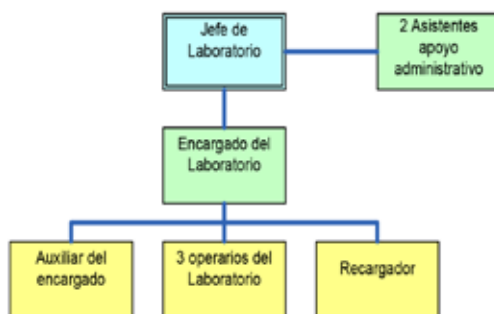 Jefe de
Laboratorio
2 Asistentes
apoyo
administrativo
Encargado del
Laboratorio
Auxiliar del
encargado
3 operarios del
Laboratorio
Recargador